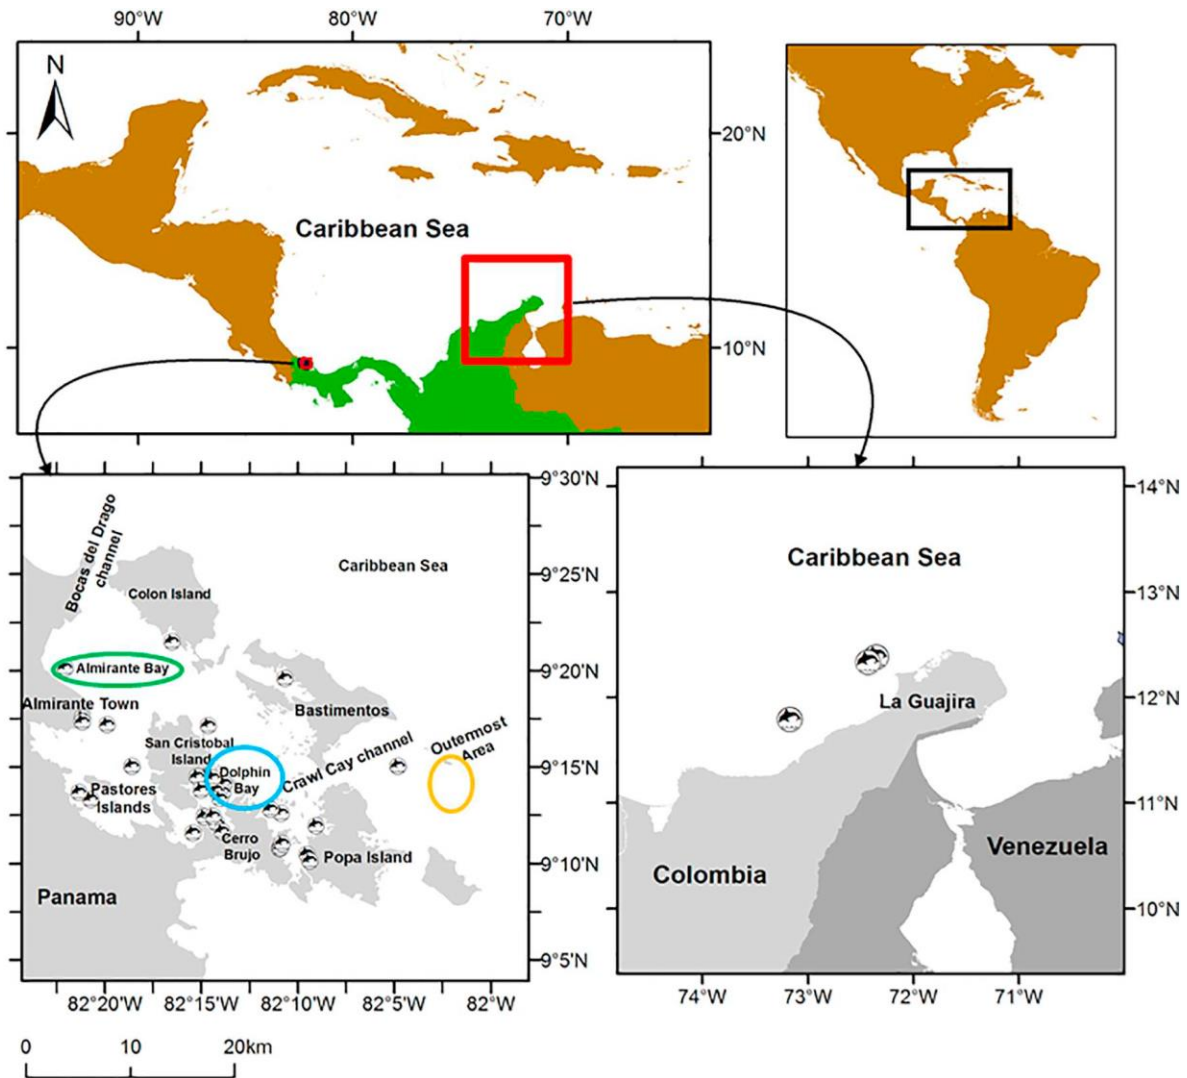 90°W 80°W 70°W
N
20°N
Caribbean Sea
10°N
9°30'N
Bocas del Drago
channel
Caribbean Sea
9°25'N
Colon Island
9°20'N
Almirante Bay
Almirante Town
Bastimentos
San Cristobal
Island
Outermost
Area
Crawl Cay channel
9°15'N
Dolphin
Bay
Pastores
Islands
Cerro
Brujo
Popa Island
9°10'N
Panama
9°5'N
82°20'W 82°15'W 82°10'W 82°5'W 82°W
0 10 20km
14°N
Caribbean Sea
13°N
12°N
La Guajira
11°N
Venezuela
Colombia
10°N
74°W 73°W 72°W 71°W